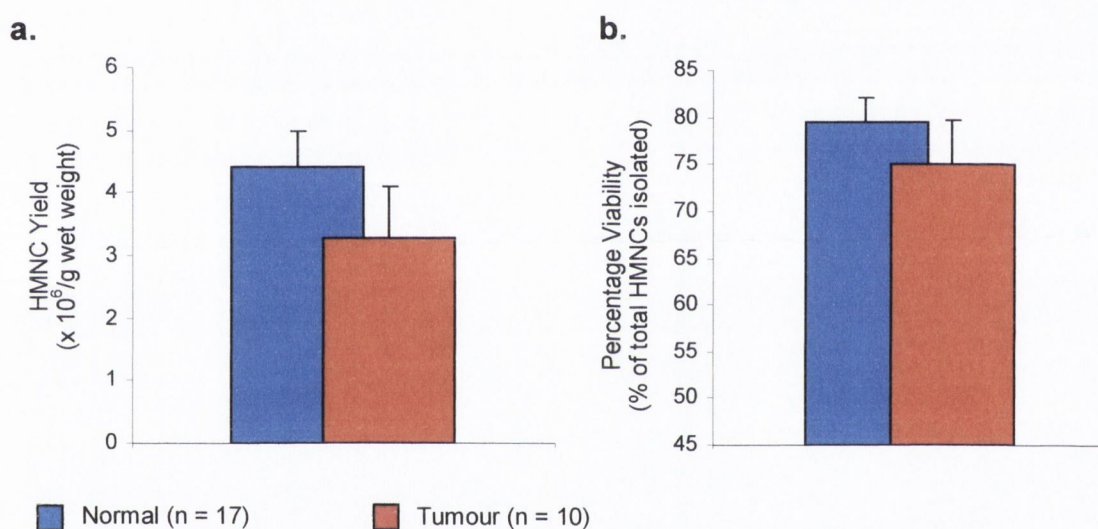 a.
HMNC Yield
(x 10⁶/g wet weight)
6
5
4
3
2
1
0
b.
Percentage Viability
(% of total HMNCs isolated)
85
80
75
70
65
60
55
50
45
Normal (n = 17)
Tumour (n = 10)